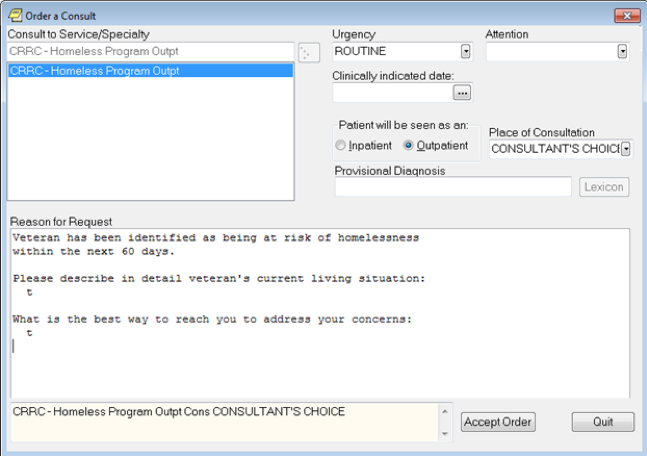 Order a Consult
Consult to Service/Specialty
CRRC - Homeless Program Outpt
CRRC - Homeless Program Outpt
Urgency
ROUTINE
Attention
Clinically indicated date:
...
Patient will be seen as an:
Inpatient
Outpatient
Place of Consultation
CONSULTANT'S CHOICE
Provisional Diagnosis
Lexicon
Reason for Request
Veteran has been identified as being at risk of homelessness
within the next 60 days.
Please describe in detail veteran's current living situation:
t
What is the best way to reach you to address your concerns:
t
CRRC - Homeless Program Outpt Cons CONSULTANT'S CHOICE
Accept Order
Quit